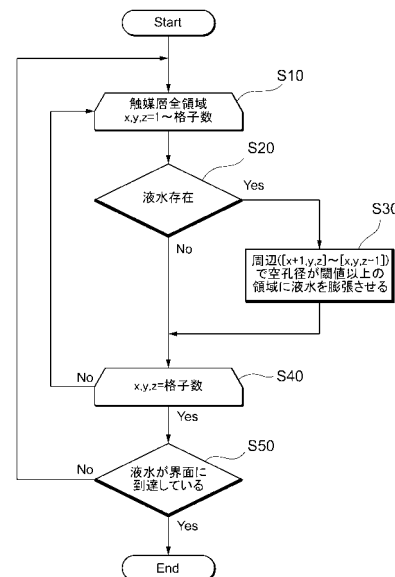 Start
S10
触媒層全領域
x,y,z=1～格子数
S20
液水存在
Yes
No
S30
周辺([x+1,y,z]～[x,y,z-1])
で空孔径が閾値以上の
領域に液水を膨張させる
S40
x,y,z=格子数
No
Yes
S50
液水が界面に
到達している
No
Yes
End